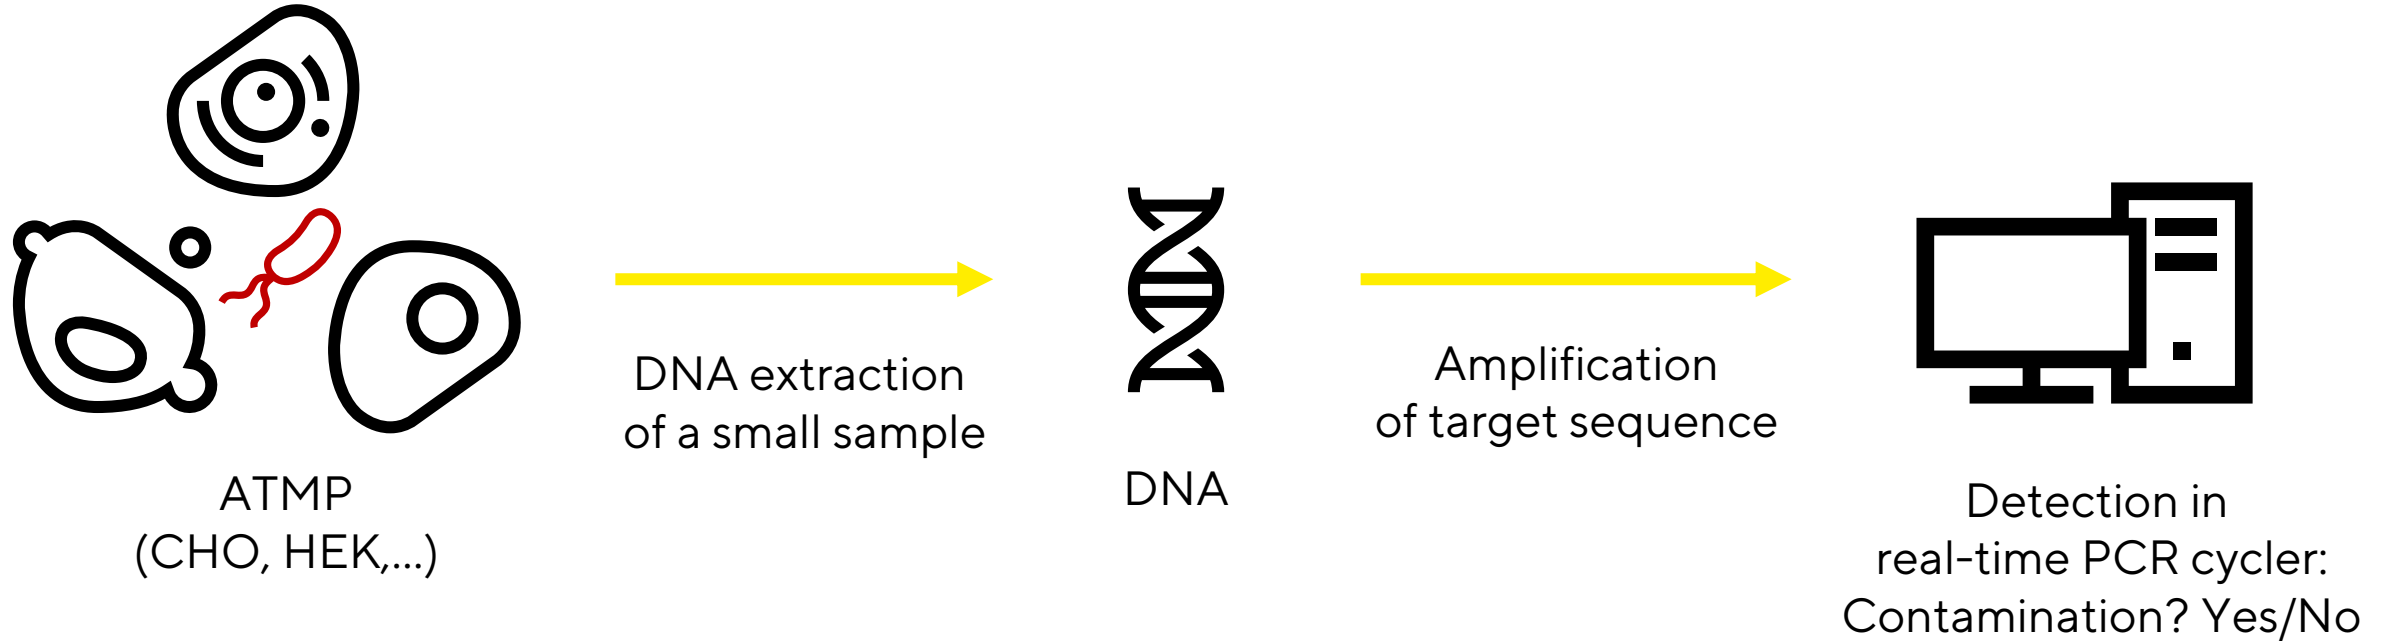 ATMP
(CHO, HEK,...)
DNA extraction
of a small sample
DNA
Amplification
of target sequence
Detection in
real-time PCR cycler:
Contamination? Yes/No